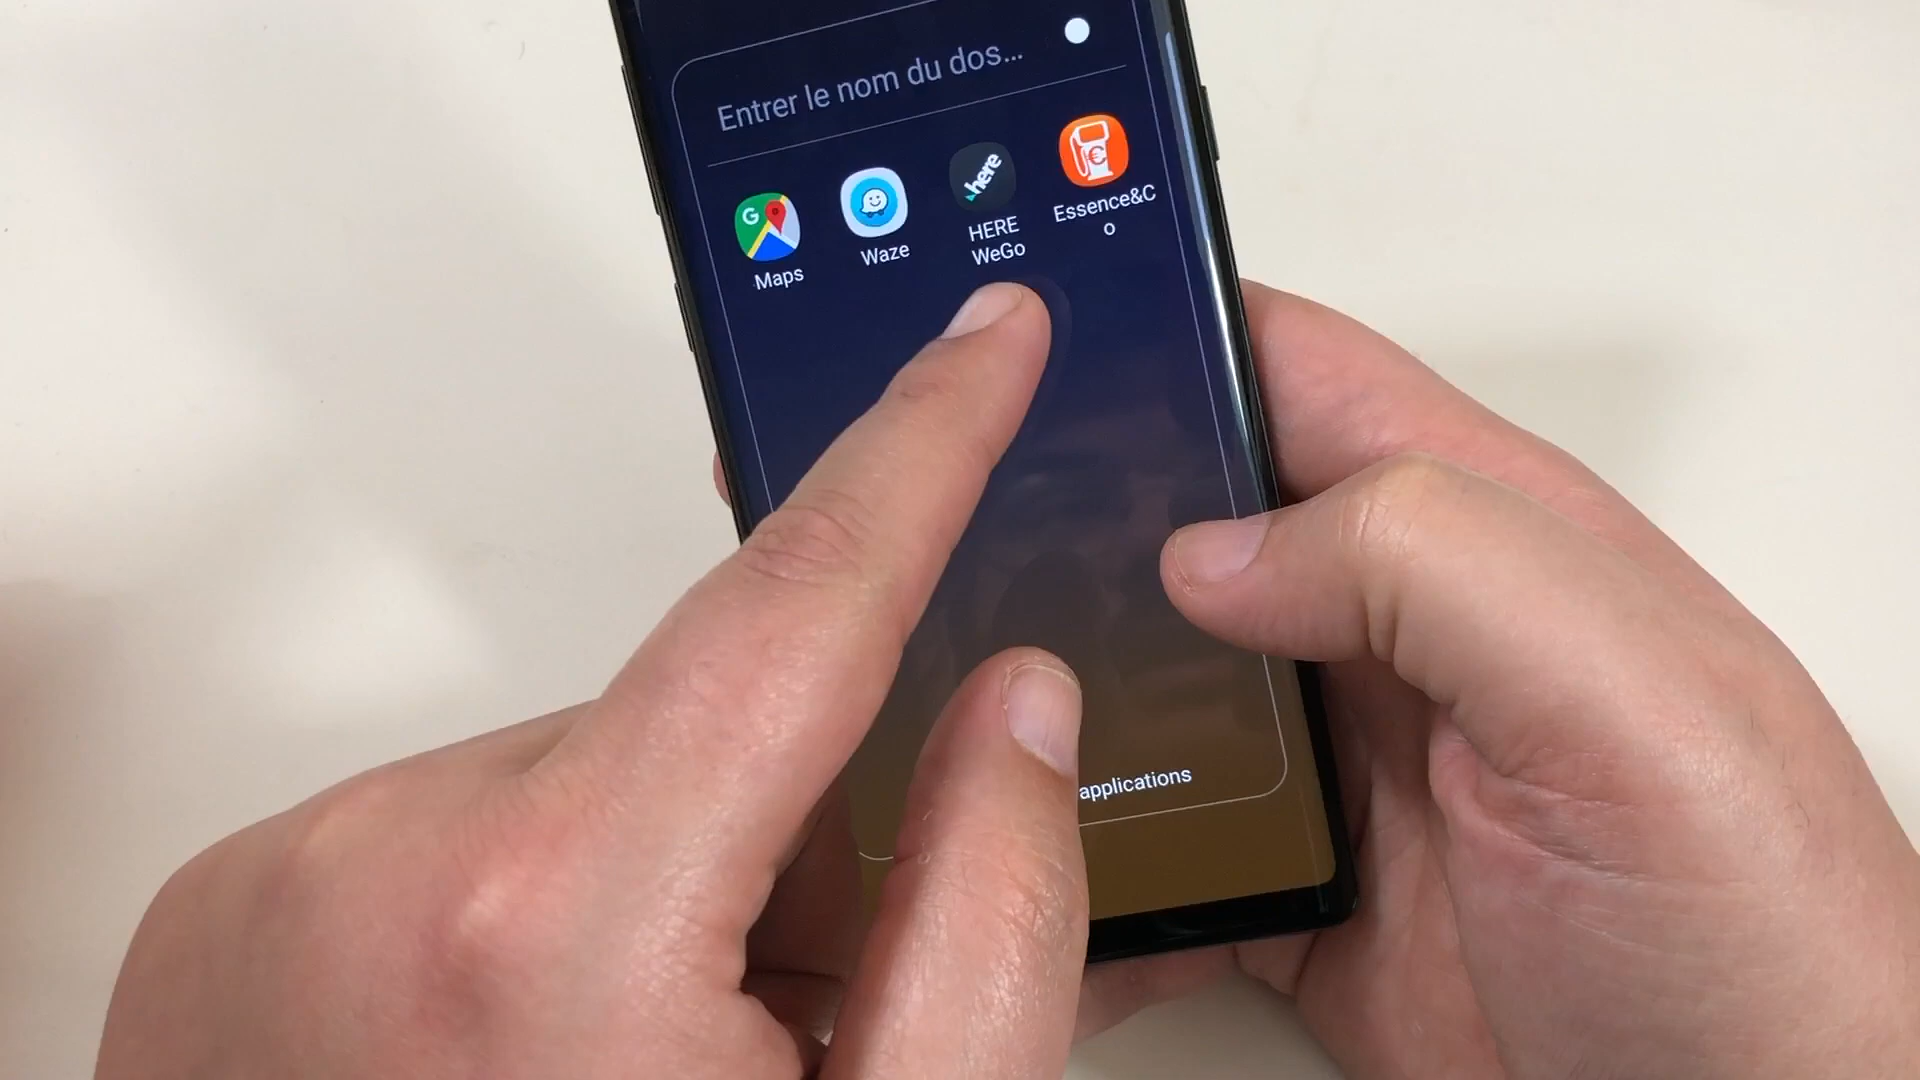 Entrer le nom du dos...
G
Maps
Waze
here
HERE
WeGo
€
Essence&C
o
applications